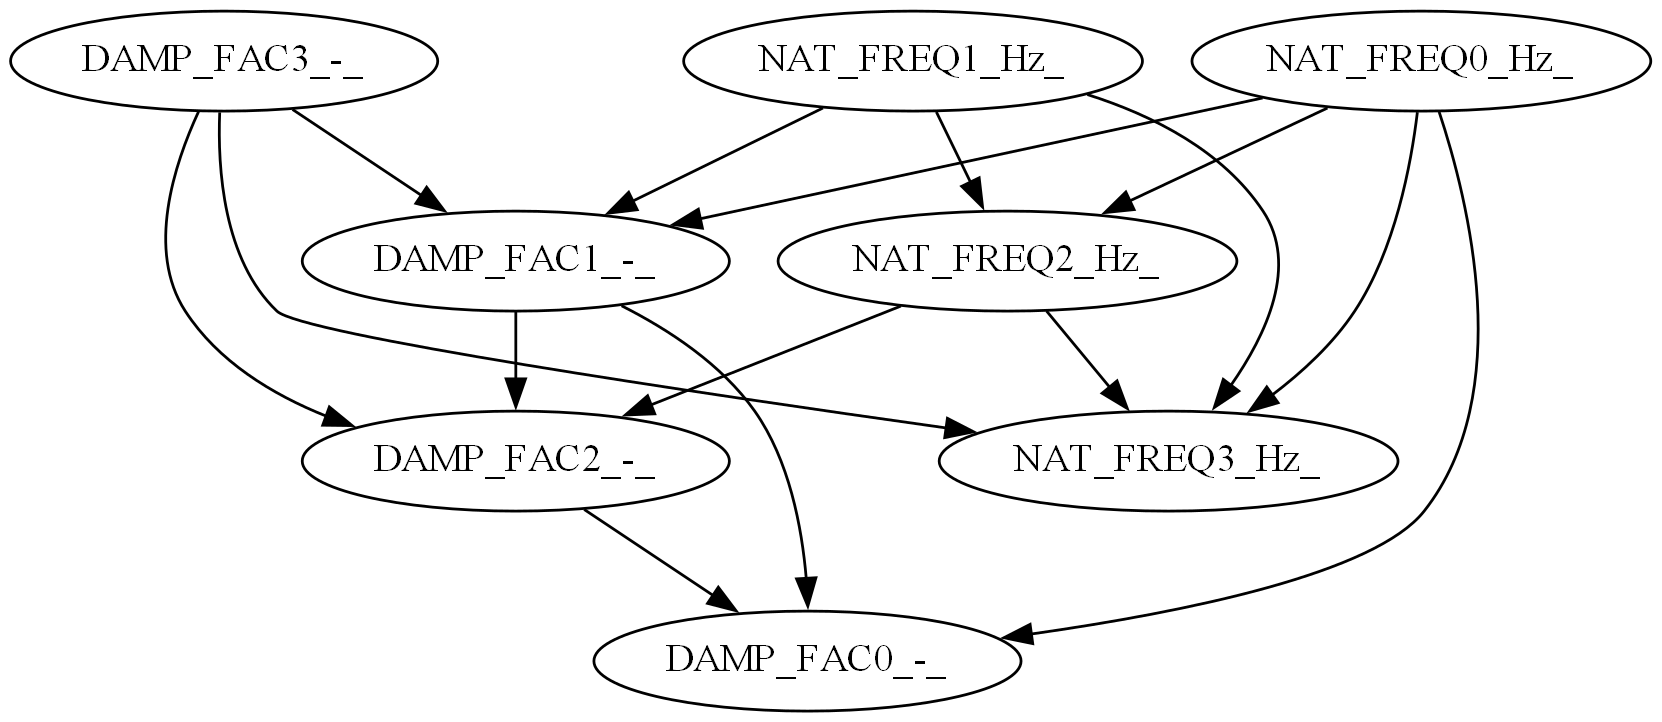 DAMP_FAC3_-_
NAT_FREQ1_Hz_
NAT_FREQ0_Hz_
DAMP_FAC1_-_
NAT_FREQ2_Hz_
DAMP_FAC2_-_
NAT_FREQ3_Hz_
DAMP_FAC0_-_